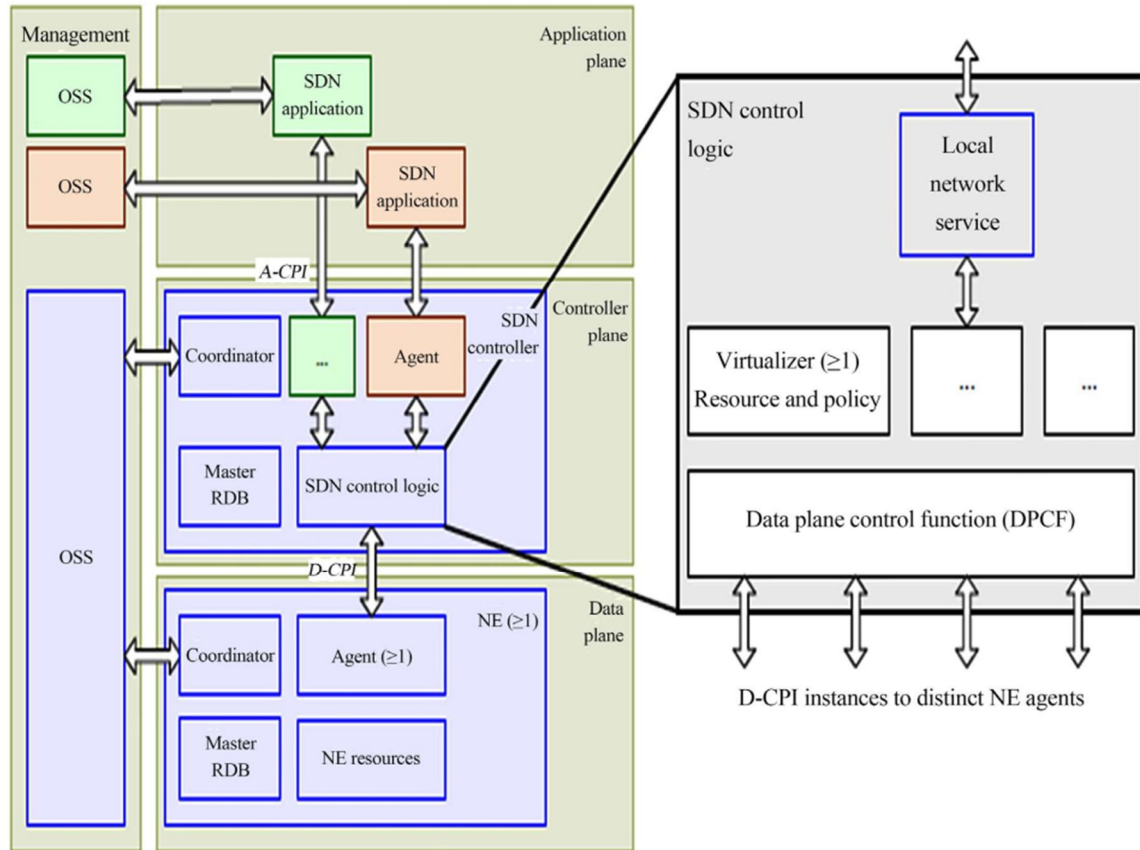 Management
OSS
OSS
OSS
Application
plane
SDN
application
SDN
application
A-CPI
Controller
plane
SDN
controller
Coordinator
...
Agent
Master
RDB
SDN control logic
D-CPI
Data
plane
NE (≥1)
Coordinator
Agent (≥1)
Master
RDB
NE resources
SDN control
logic
Local
network
service
Virtualizer (≥1)
Resource and policy
...
...
Data plane control function (DPCF)
D-CPI instances to distinct NE agents